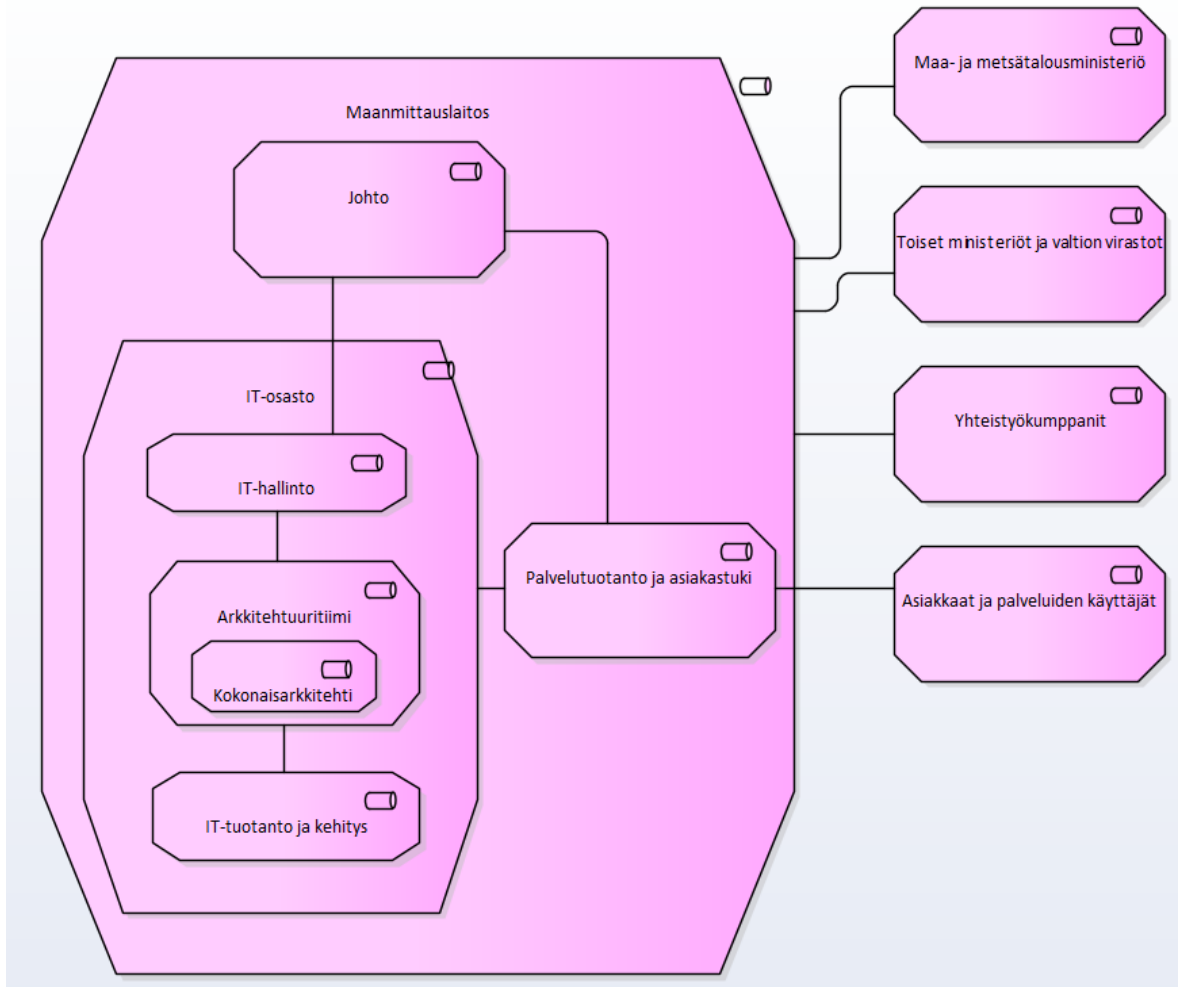 Maanmittauslaitos
Johto
IT-osasto
IT-hallinto
Arkkitehtuuritiimi
Kokonaisarkkitehti
IT-tuotanto ja kehitys
Palvelutuotanto ja asiakastuki
Maa- ja metsätalousministeriö
Toiset ministeriöt ja valtion virastot
Yhteistyökumppanit
Asiakkaat ja palveluiden käyttäjät